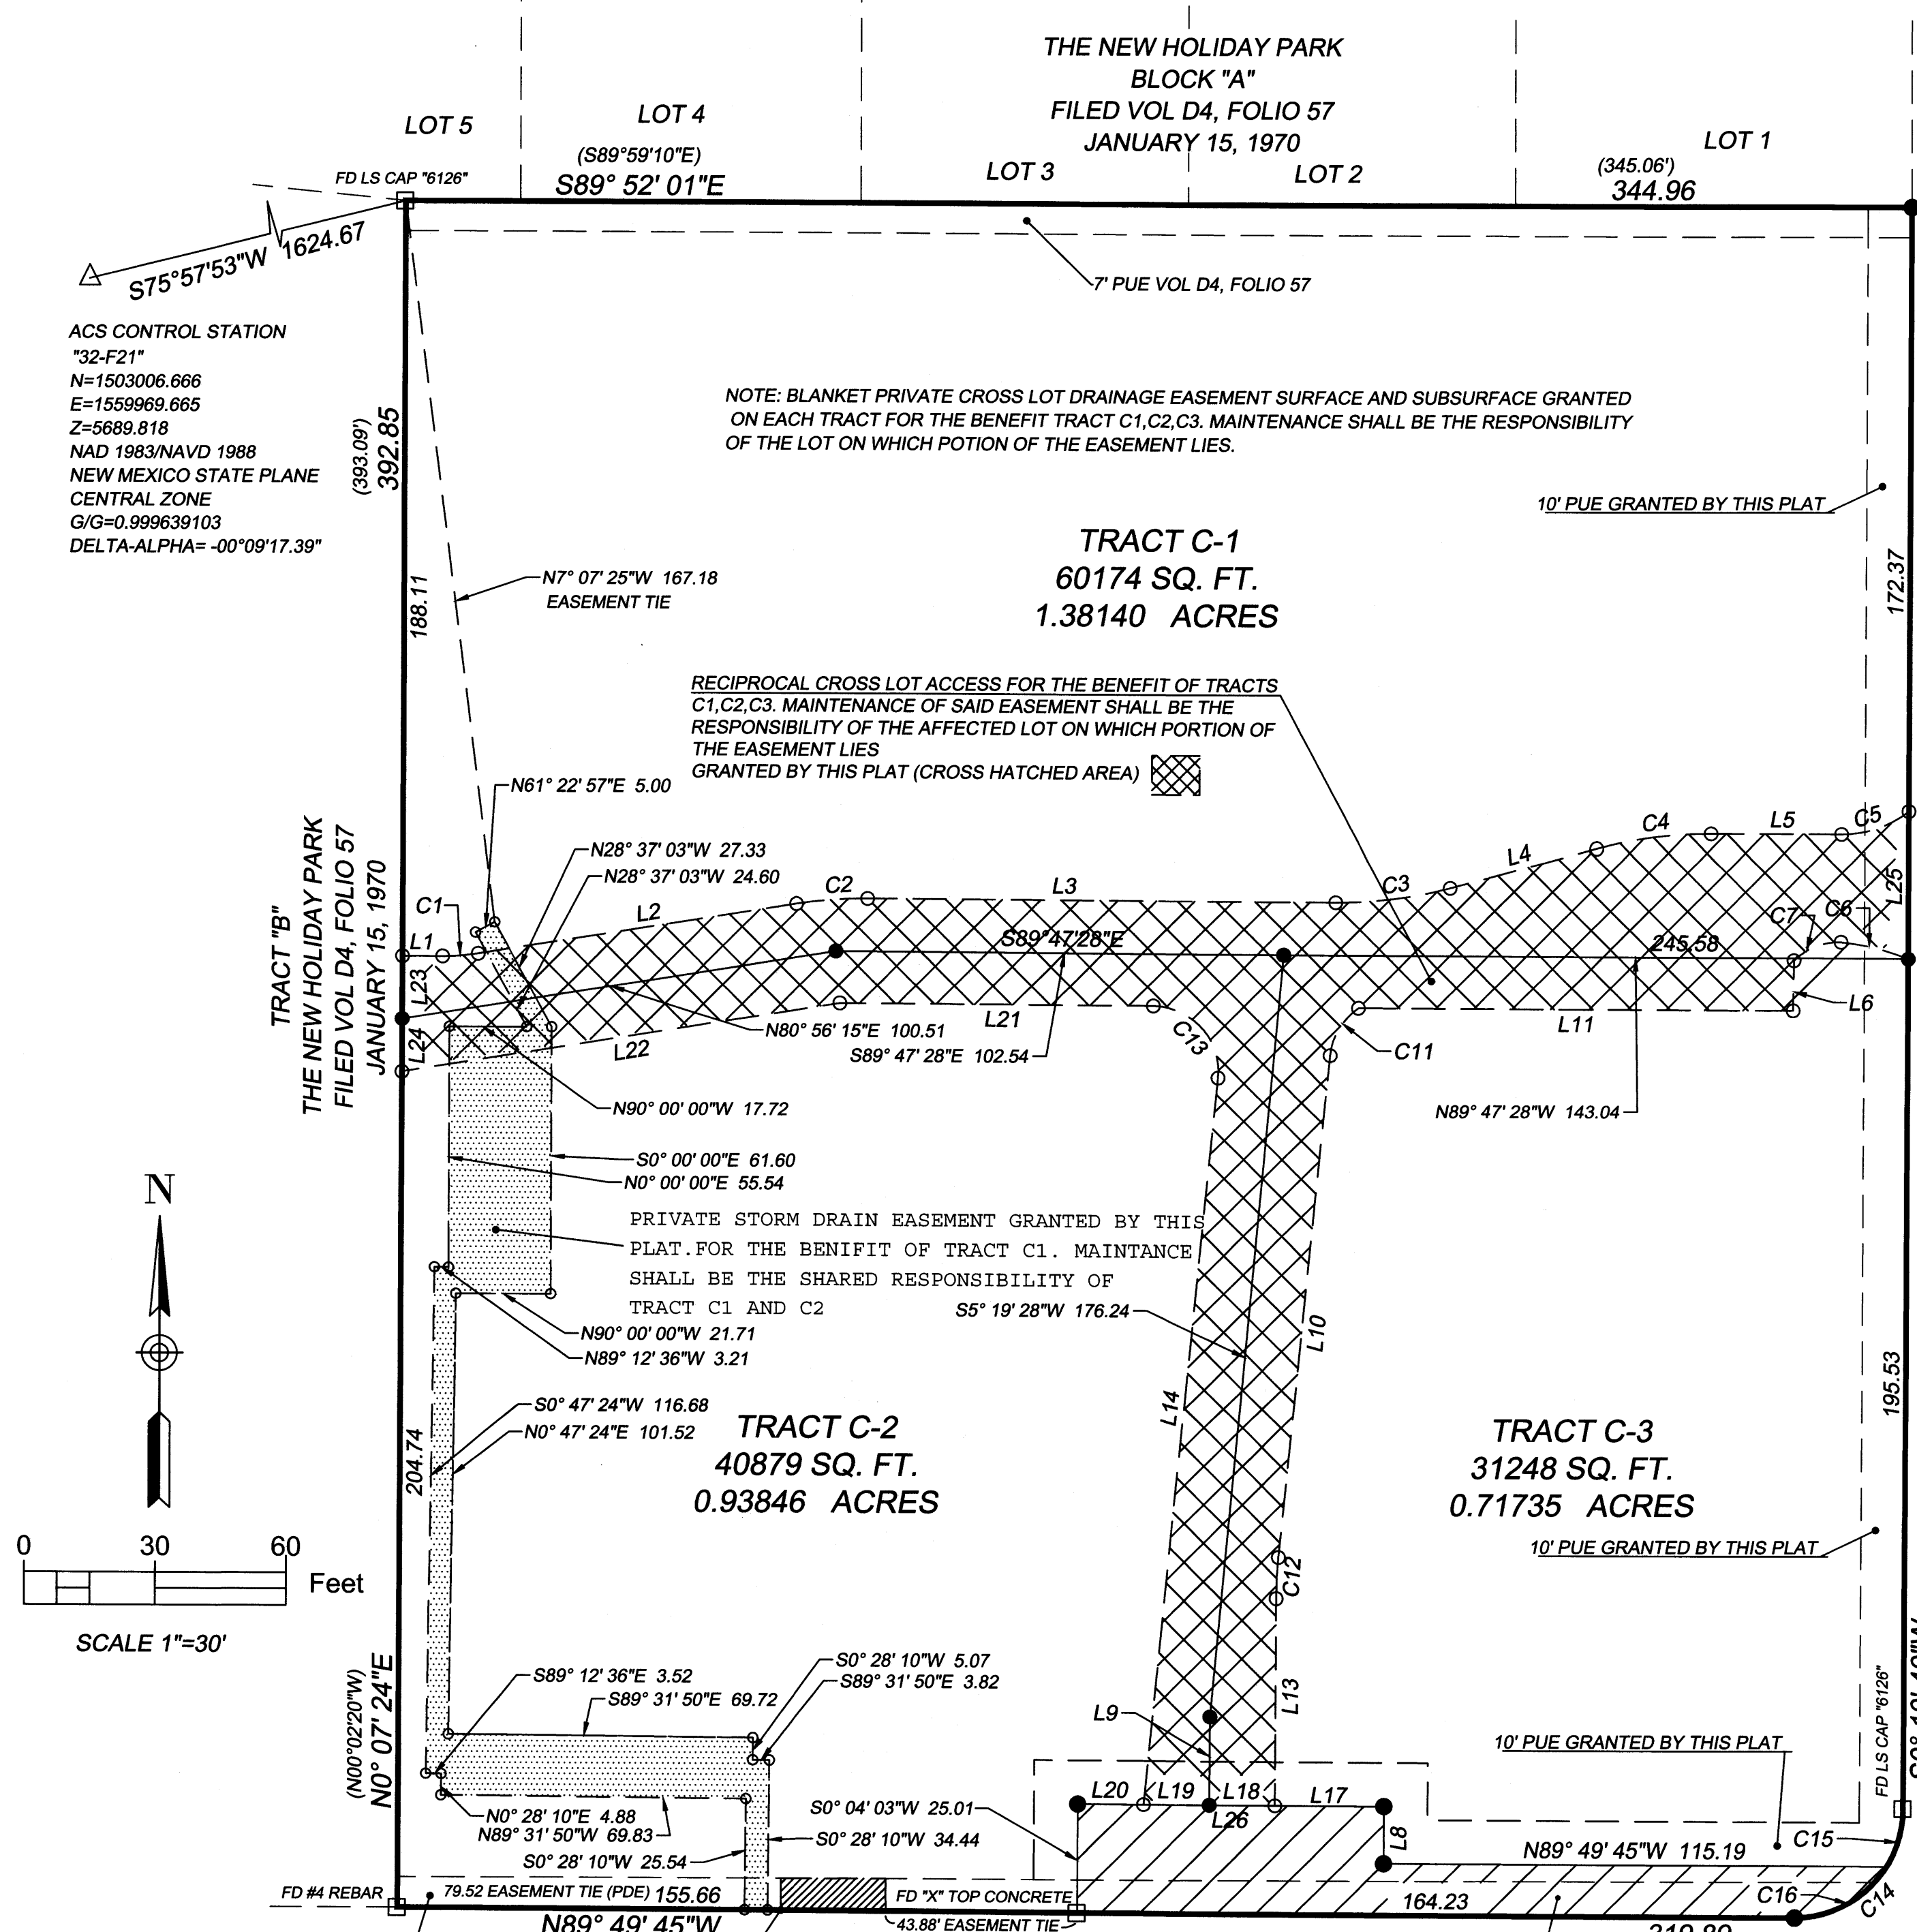 THE NEW HOLIDAY PARK
BLOCK "A"
FILED VOL D4, FOLIO 57
JANUARY 15, 1970
LOT 5
LOT 4
LOT 3
LOT 2
LOT 1
(S89°59'10"E)
S89° 52' 01"E
(345.06')
344.96
FD LS CAP "6126"
S75°57'53"W 1624.67
7' PUE VOL D4, FOLIO 57
ACS CONTROL STATION
"32-F21"
N=1503006.666
E=1559969.665
Z=5689.818
NAD 1983/NAVD 1988
NEW MEXICO STATE PLANE
CENTRAL ZONE
G/G=0.999639103
DELTA-ALPHA= -00°09'17.39"
(393.09')
392.85
NOTE: BLANKET PRIVATE CROSS LOT DRAINAGE EASEMENT SURFACE AND SUBSURFACE GRANTED
ON EACH TRACT FOR THE BENEFIT TRACT C1,C2,C3. MAINTENANCE SHALL BE THE RESPONSIBILITY
OF THE LOT ON WHICH POTION OF THE EASEMENT LIES.
10' PUE GRANTED BY THIS PLAT
TRACT C-1
60174 SQ. FT.
1.38140 ACRES
172.37
188.11
N7° 07' 25"W 167.18
EASEMENT TIE
RECIPROCAL CROSS LOT ACCESS FOR THE BENEFIT OF TRACTS
C1,C2,C3. MAINTENANCE OF SAID EASEMENT SHALL BE THE
RESPONSIBILITY OF THE AFFECTED LOT ON WHICH PORTION OF
THE EASEMENT LIES
GRANTED BY THIS PLAT (CROSS HATCHED AREA)
N61° 22' 57"E 5.00
N28° 37' 03"W 27.33
N28° 37' 03"W 24.60
TRACT "B"
THE NEW HOLIDAY PARK
FILED VOL D4, FOLIO 57
JANUARY 15, 1970
C1
L1
L23
L24
L2
C2
L3
C3
L4
C4
L5
C5
L25
C7
C6
L6
S89°47'28"E
245.58
L22
L21
C13
C11
L11
N80° 56' 15"E 100.51
S89° 47' 28"E 102.54
N90° 00' 00"W 17.72
N89° 47' 28"W 143.04
S0° 00' 00"E 61.60
N0° 00' 00"E 55.54
PRIVATE STORM DRAIN EASEMENT GRANTED BY THIS
PLAT.FOR THE BENIFIT OF TRACT C1. MAINTANCE
SHALL BE THE SHARED RESPONSIBILITY OF
TRACT C1 AND C2
S5° 19' 28"W 176.24
N90° 00' 00"W 21.71
N89° 12' 36"W 3.21
N
L10
L14
195.53
S0° 47' 24"W 116.68
N0° 47' 24"E 101.52
204.74
TRACT C-2
40879 SQ. FT.
0.93846 ACRES
TRACT C-3
31248 SQ. FT.
0.71735 ACRES
10' PUE GRANTED BY THIS PLAT
0 30 60
Feet
SCALE 1"=30'
C12
L13
L9
(N00°02'20"W)
N0° 07' 24"E
S89° 12' 36"E 3.52
S89° 31' 50"E 69.72
S0° 28' 10"W 5.07
S89° 31' 50"E 3.82
FD LS CAP "6126"
10' PUE GRANTED BY THIS PLAT
L20
L19
L18
L17
L26
L8
S0° 04' 03"W 25.01
N0° 28' 10"E 4.88
N89° 31' 50"W 69.83
S0° 28' 10"W 34.44
S0° 28' 10"W 25.54
N89° 49' 45"W 115.19
C15
C16
C14
FD #4 REBAR
79.52 EASEMENT TIE (PDE) 155.66
FD "X" TOP CONCRETE
164.23
N89° 49' 45"W
43.88' EASEMENT TIE